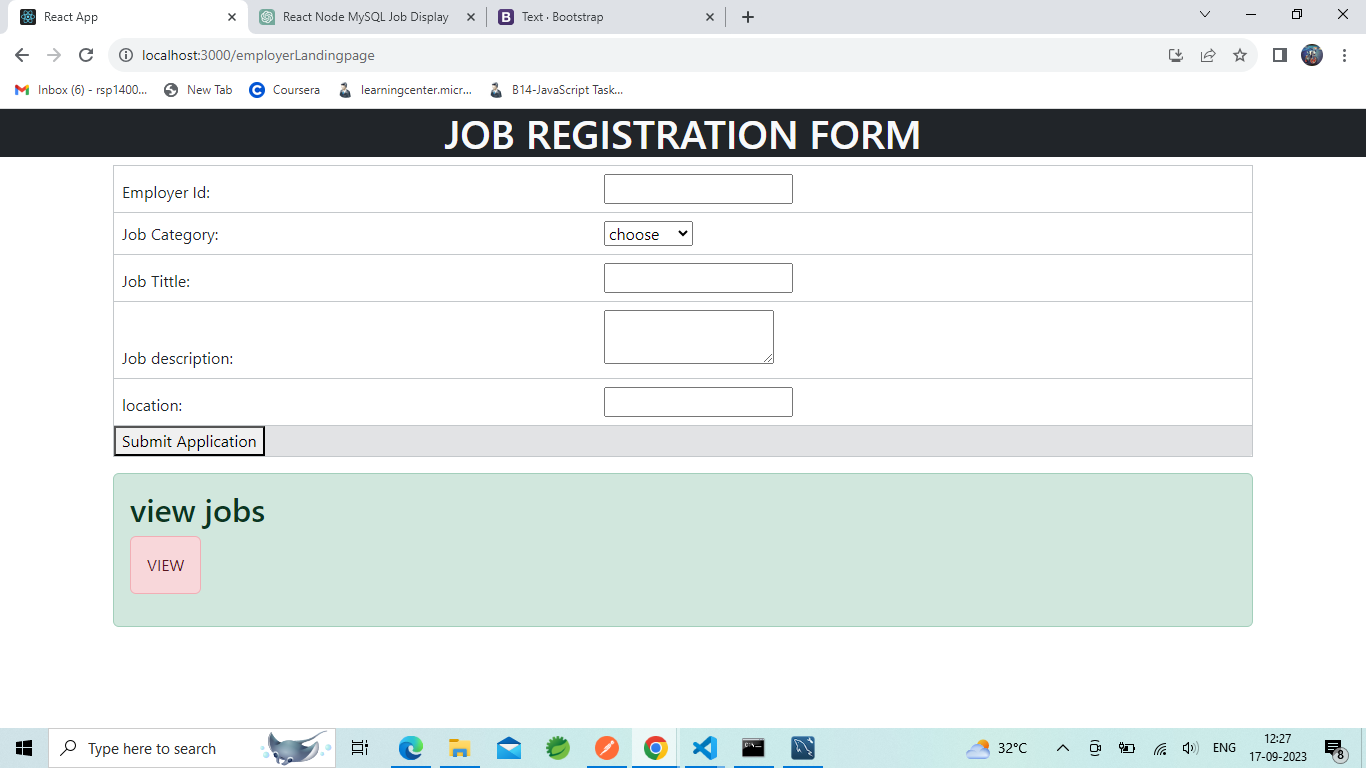 React App
React Node MySQL Job Display
Text · Bootstrap
localhost:3000/employerLandingpage
Inbox (6) - rsp1400...
New Tab
Coursera
learningcenter.micr...
B14-JavaScript Task...
JOB REGISTRATION FORM
Employer Id:
Job Category:
choose
Job Tittle:
Job description:
location:
Submit Application
view jobs
VIEW
Type here to search
32°C
ENG
12:27
17-09-2023
8